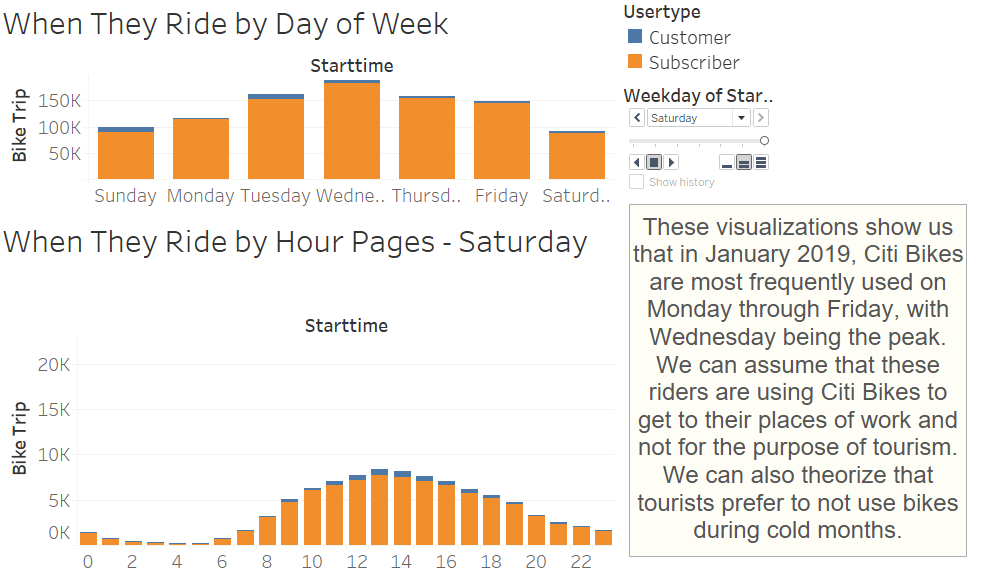 When They Ride by Day of Week
Starttime
Bike Trip
150K
100K
50K
Sunday Monday Tuesday Wedne.. Thursd.. Friday Saturd..
When They Ride by Hour Pages - Saturday
Starttime
Bike Trip
20K
15K
10K
5K
0K
0 2 4 6 8 10 12 14 16 18 20 22
Usertype
Customer
Subscriber
Weekday of Star..
Saturday
Show history
These visualizations show us
that in January 2019, Citi Bikes
are most frequently used on
Monday through Friday, with
Wednesday being the peak.
We can assume that these
riders are using Citi Bikes to
get to their places of work and
not for the purpose of tourism.
We can also theorize that
tourists prefer to not use bikes
during cold months.